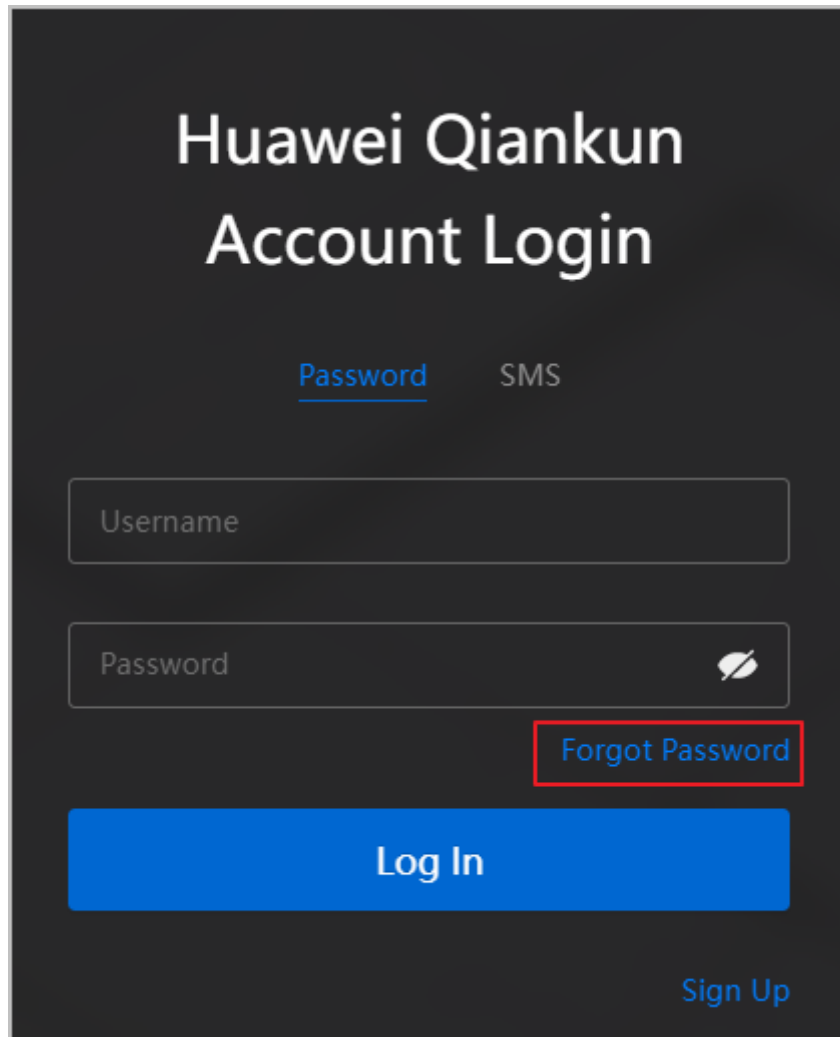 Huawei Qiankun
Account Login
Password SMS
Username
Password
Forgot Password
Log In
Sign Up